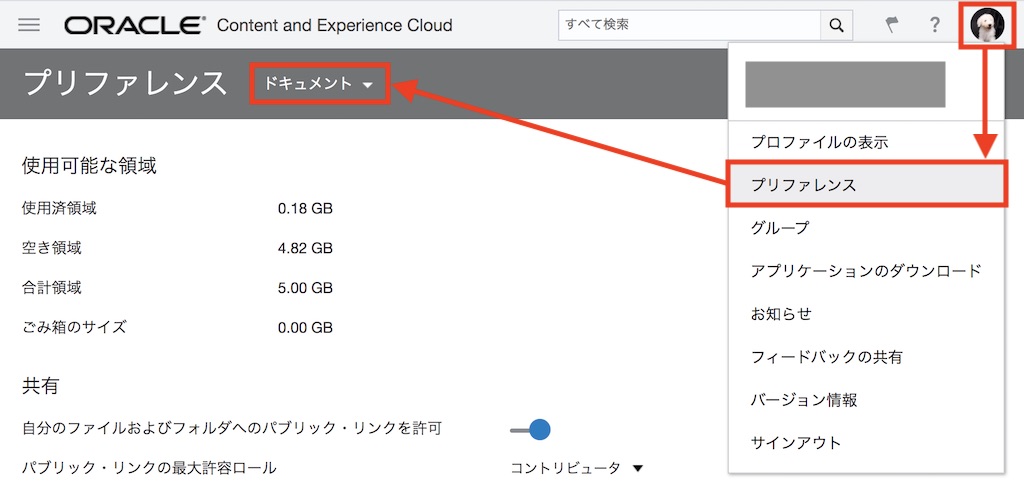 ORACLE® Content and Experience Cloud
すべて検索
?
プリファレンス
ドキュメント
使用可能な領域
使用済領域 0.18 GB
空き領域 4.82 GB
合計領域 5.00 GB
ごみ箱のサイズ 0.00 GB
共有
自分のファイルおよびフォルダへのパブリック・リンクを許可
パブリック・リンクの最大許容ロール コントリビュータ
プロファイルの表示
プリファレンス
グループ
アプリケーションのダウンロード
お知らせ
フィードバックの共有
バージョン情報
サインアウト